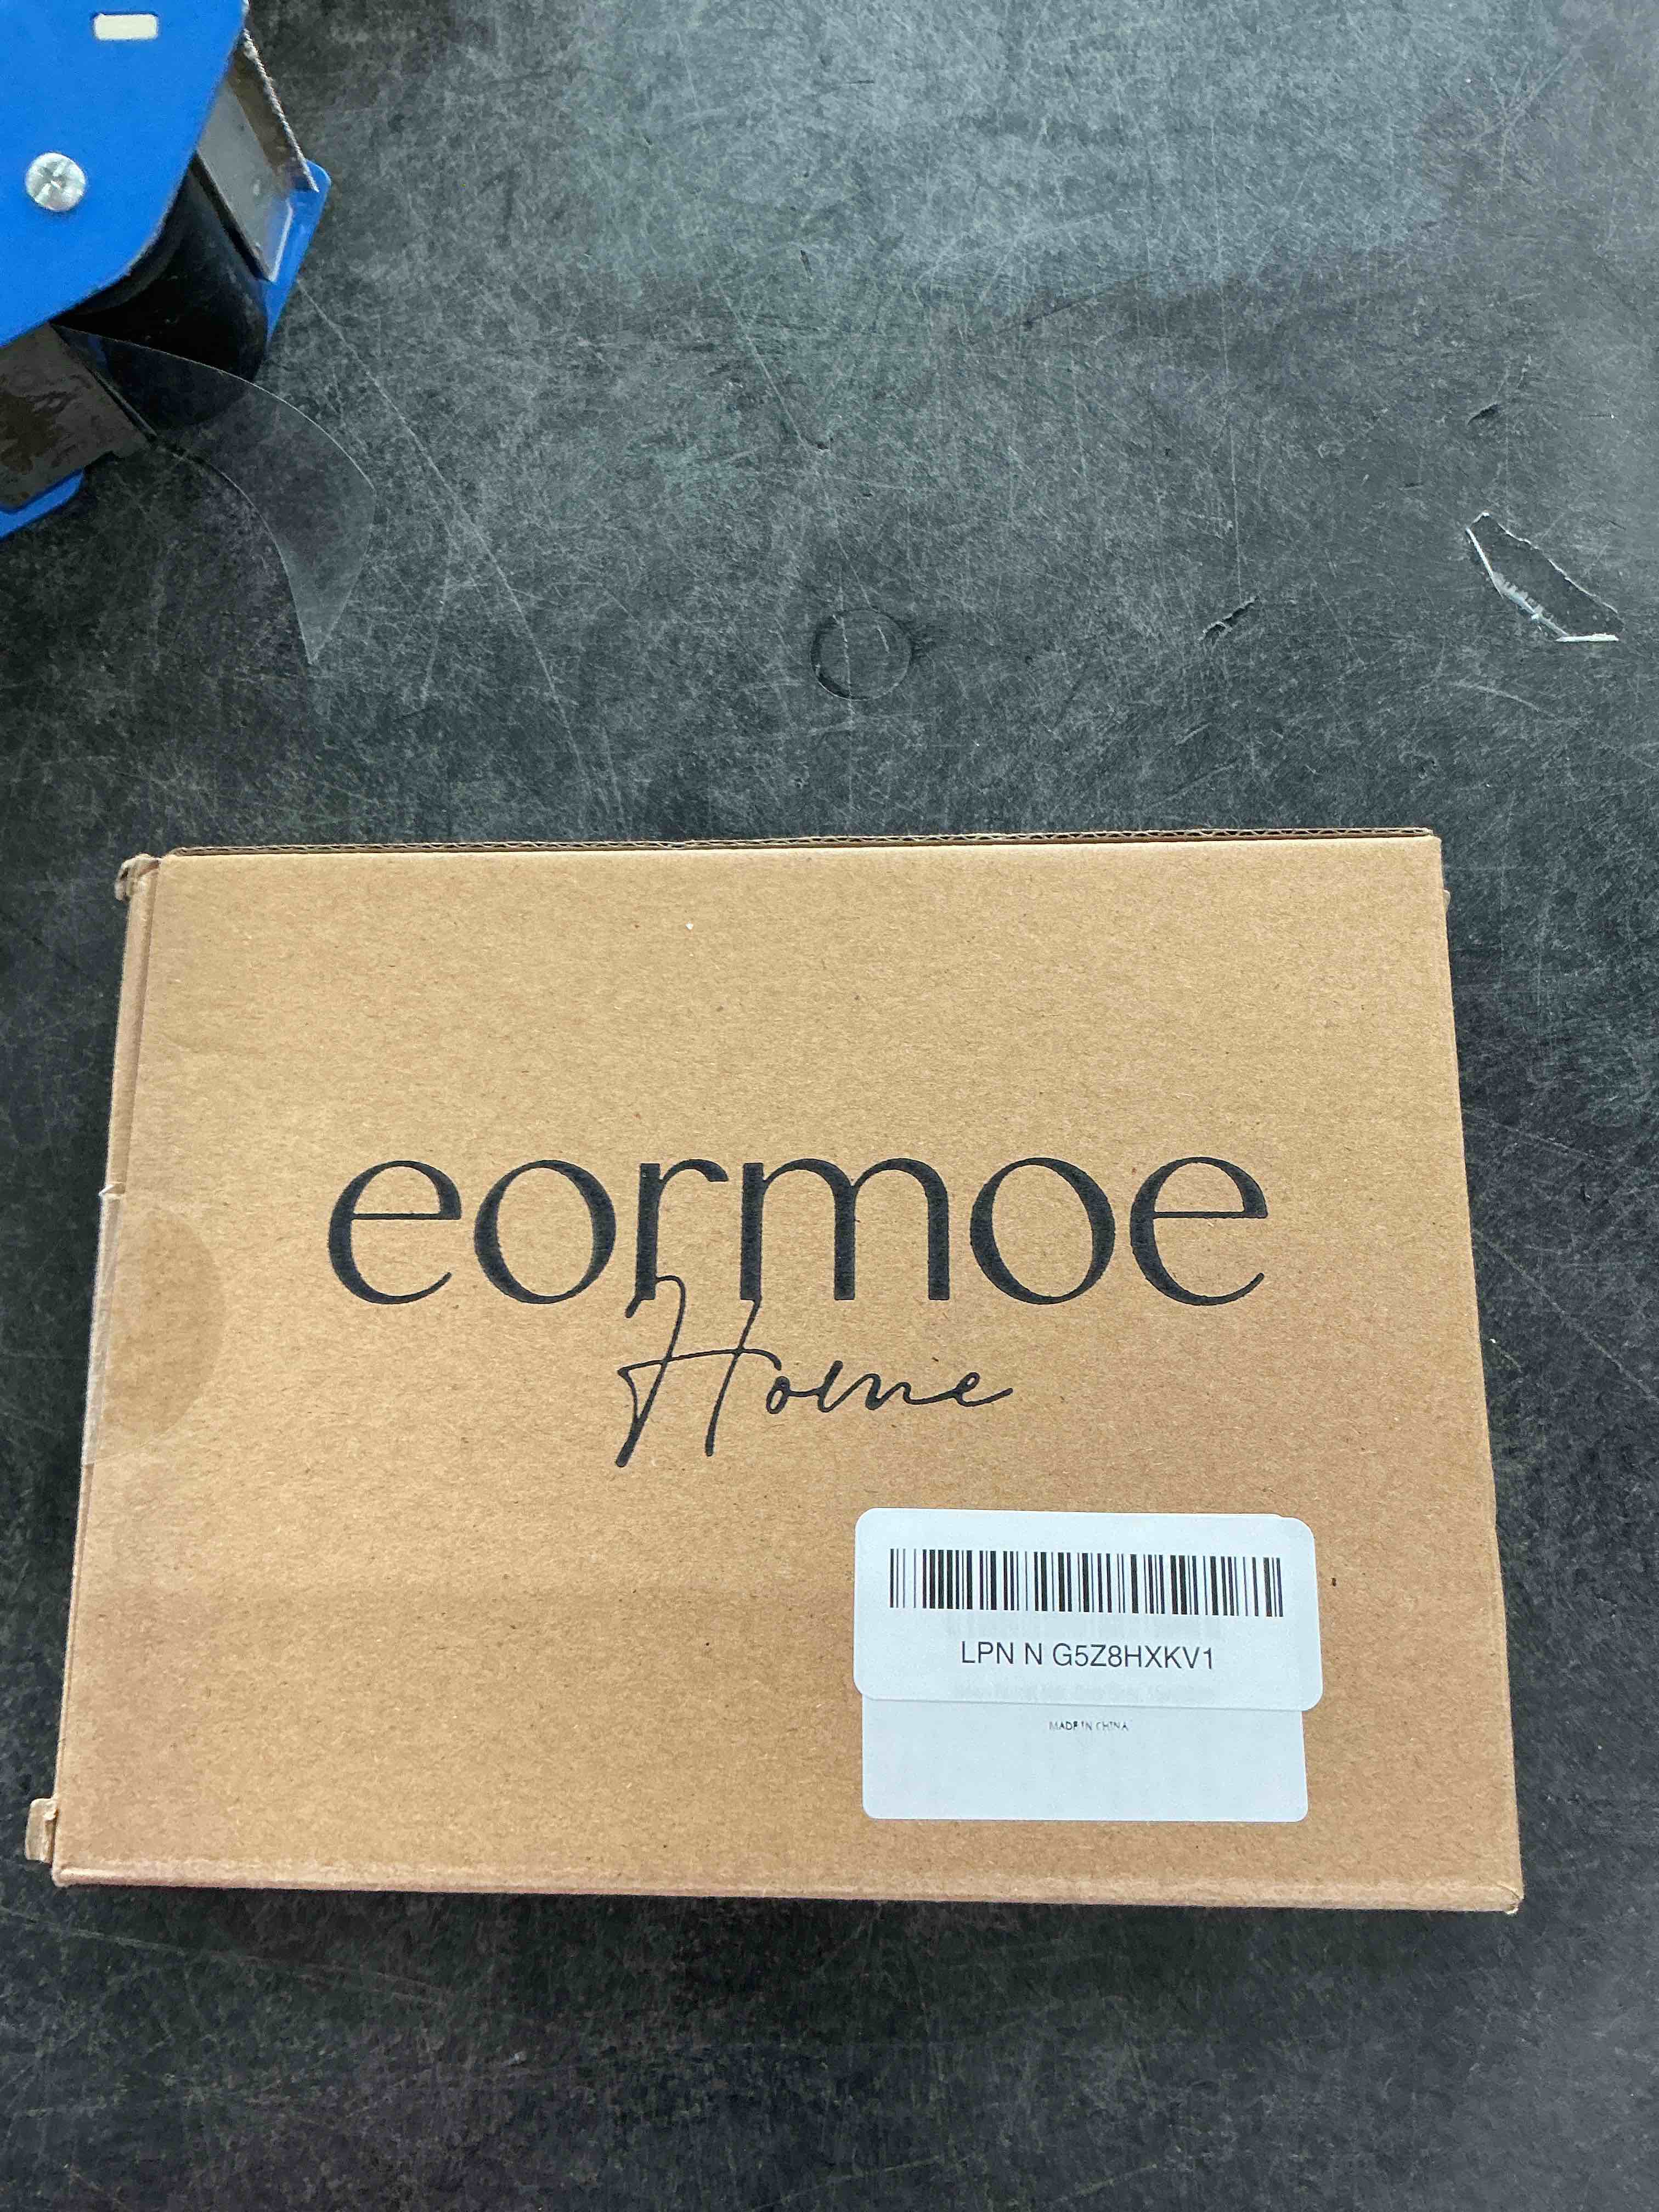 eormoe
Home
LPN N G5Z8HXKV1
MADE IN CHINA